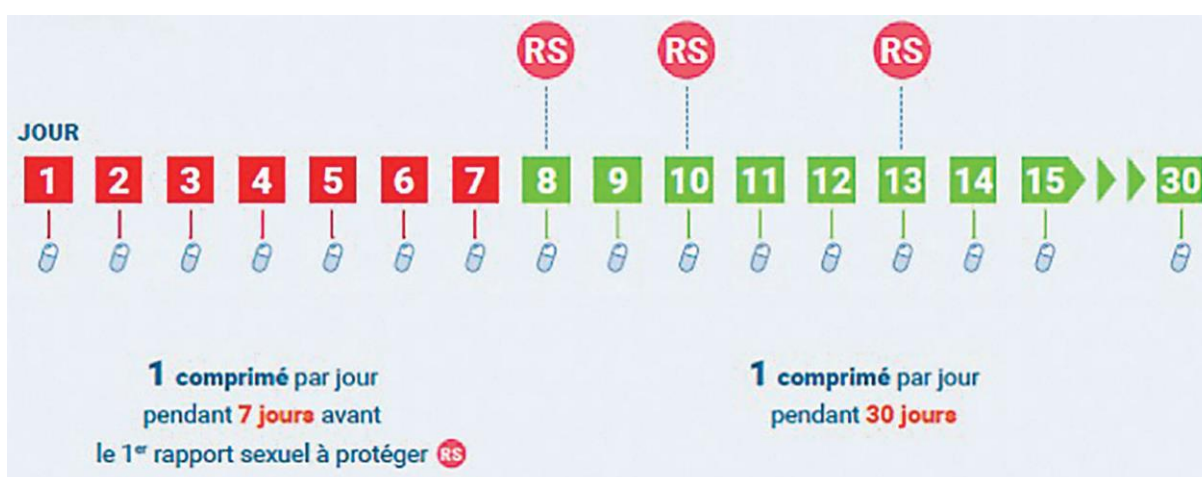 RS RS RS
JOUR
1 2 3 4 5 6 7 8 9 10 11 12 13 14 15 30
1 comprimé par jour
pendant 7 jours avant
le 1er rapport sexuel à protéger RS
1 comprimé par jour
pendant 30 jours